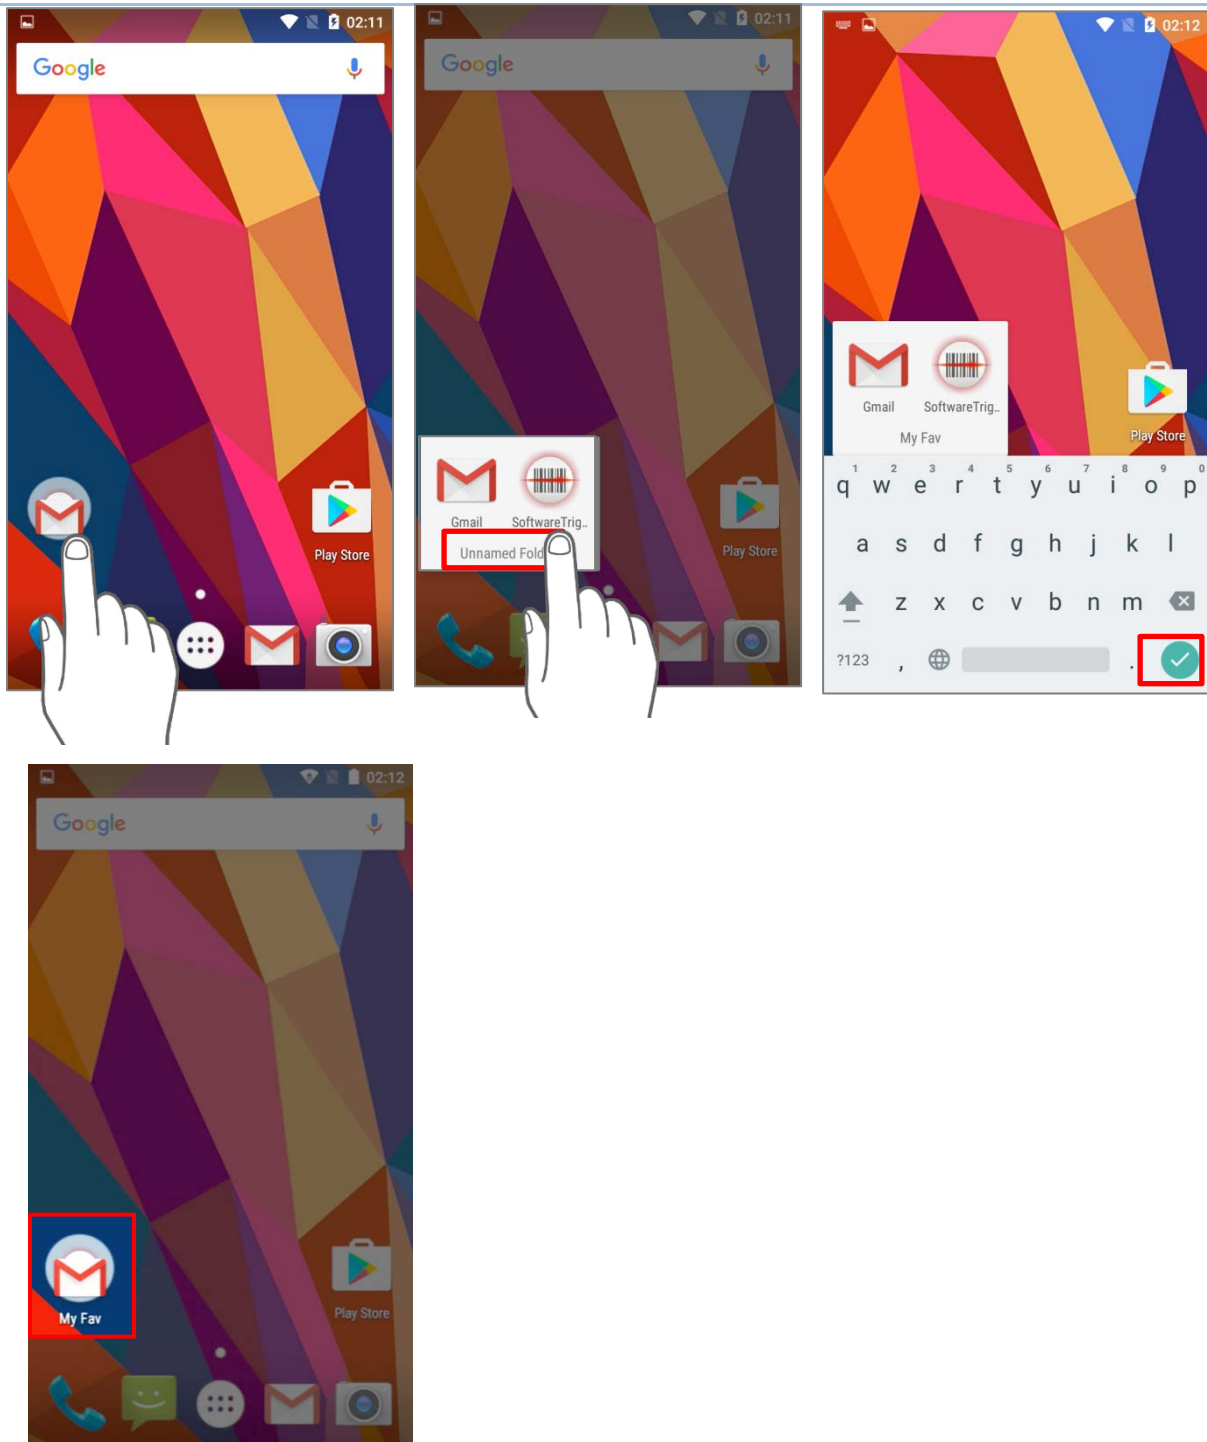 02:11
Google
Play Store
02:11
Google
Gmail SoftwareTrig..
Unnamed Fold
Play Store
02:12
Gmail SoftwareTrig..
My Fav
Play Store
1 2 3 4 5 6 7 8 9 0
q w e r t y u i o p
a s d f g h j k l
z x c v b n m
?123 , .
02:12
Google
My Fav
Play Store